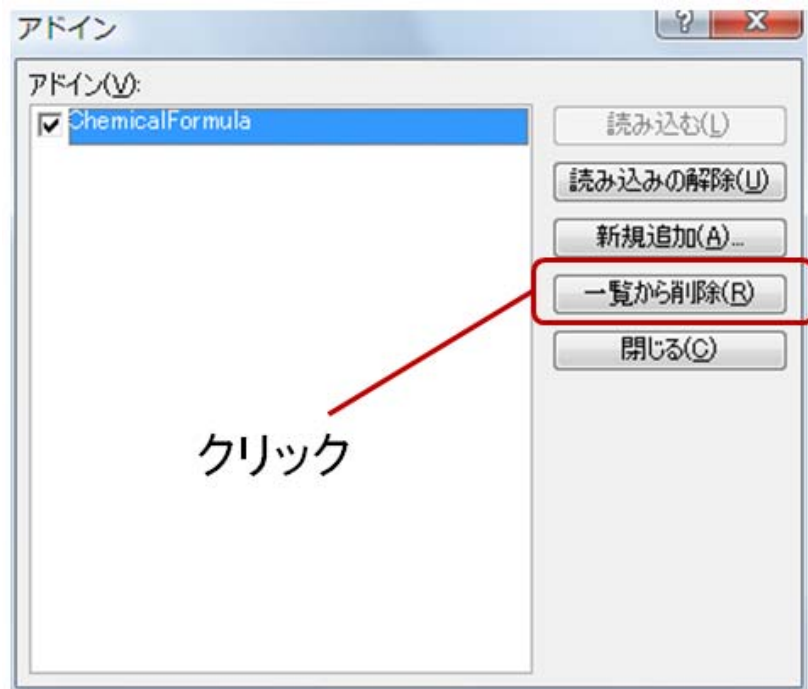 アドイン
?
X
アドイン(V):
ChemicalFormula
読み込む(L)
読み込みの解除(U)
新規追加(A)...
一覧から削除(R)
閉じる(C)
クリック